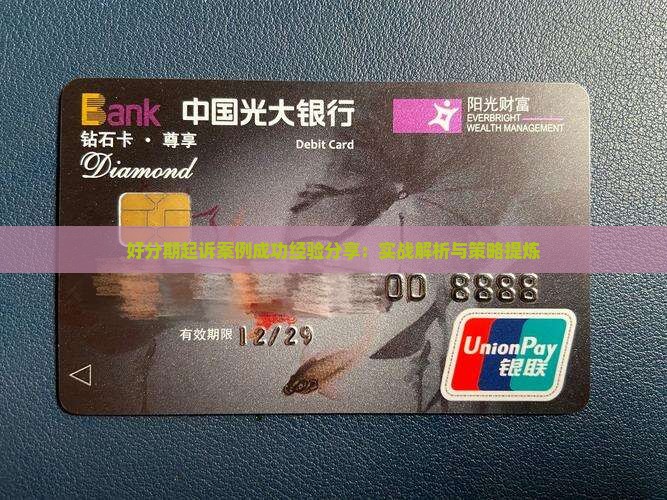 Bank 中国光大银行
Debit Card
钻石卡 · 尊享
Diamond
阳光财富
EVERBRIGHT
WEALTH MANAGEMENT
好分期起诉案例成功经验分享：实战解析与策略提炼
00 8888
有效期限 12/29
UnionPay
银联